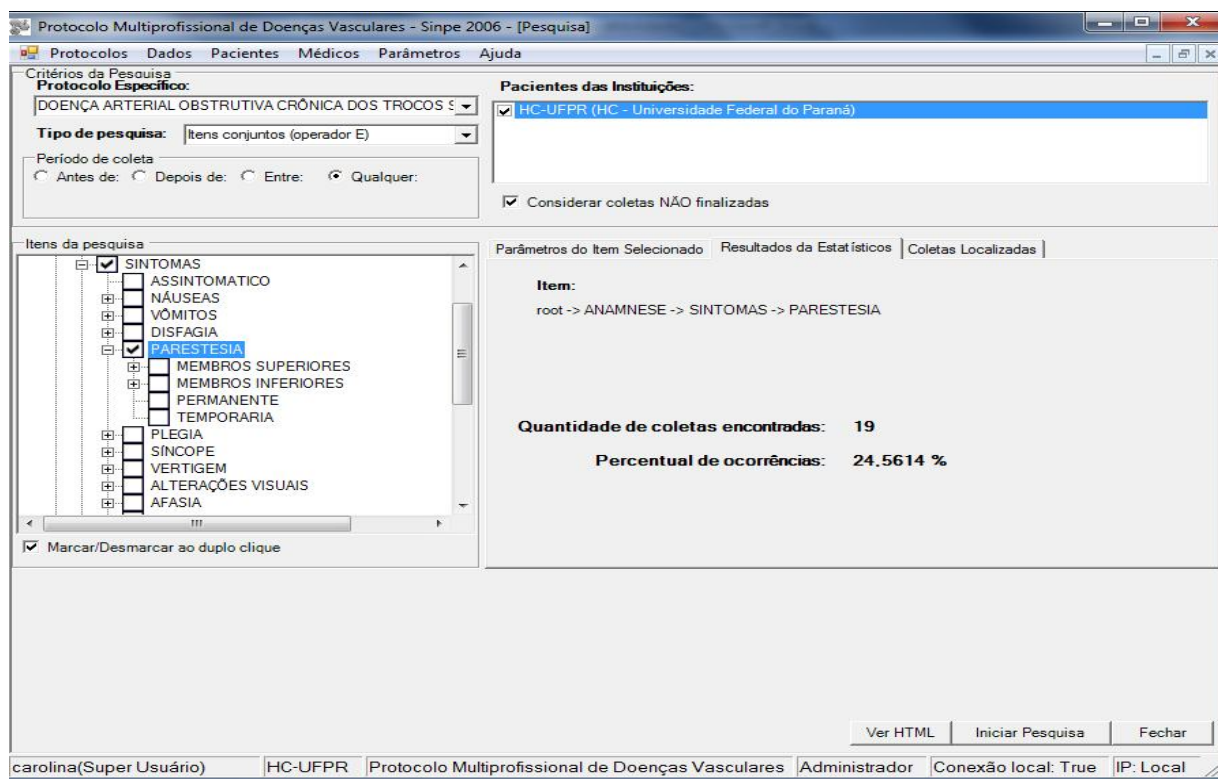 Protocolo Multiprofissional de Doenças Vasculares - Sinpe 2006 - [Pesquisa]
Protocolos Dados Pacientes Médicos Parâmetros Ajuda
Critérios da Pesquisa
Protocolo Específico:
DOENÇA ARTERIAL OBSTRUTIVA CRÔNICA DOS TROCOS S
Tipo de pesquisa: Itens conjuntos (operador E)
Período de coleta
Antes de: Depois de: Entre: Qualquer:
Pacientes das Instituições:
HC-UFPR (HC - Universidade Federal do Paraná)
Considerar coletas NÃO finalizadas
Itens da pesquisa
SINTOMAS
ASSINTOMATICO
NÁUSEAS
VÔMITOS
DISFAGIA
PARESTESIA
MEMBROS SUPERIORES
MEMBROS INFERIORES
PERMANENTE
TEMPORARIA
PLEGIA
SÍNCOPE
VERTIGEM
ALTERAÇÕES VISUAIS
AFASIA
Marcar/Desmarcar ao duplo clique
Parâmetros do Item Selecionado Resultados da Estatísticos Coletas Localizadas
Item:
root -> ANAMNESE -> SINTOMAS -> PARESTESIA
Quantidade de coletas encontradas: 19
Percentual de ocorrências: 24,5614 %
Ver HTML Iniciar Pesquisa Fechar
carolina(Super Usuário) HC-UFPR Protocolo Multiprofissional de Doenças Vasculares Administrador Conexão local: True IP: Local